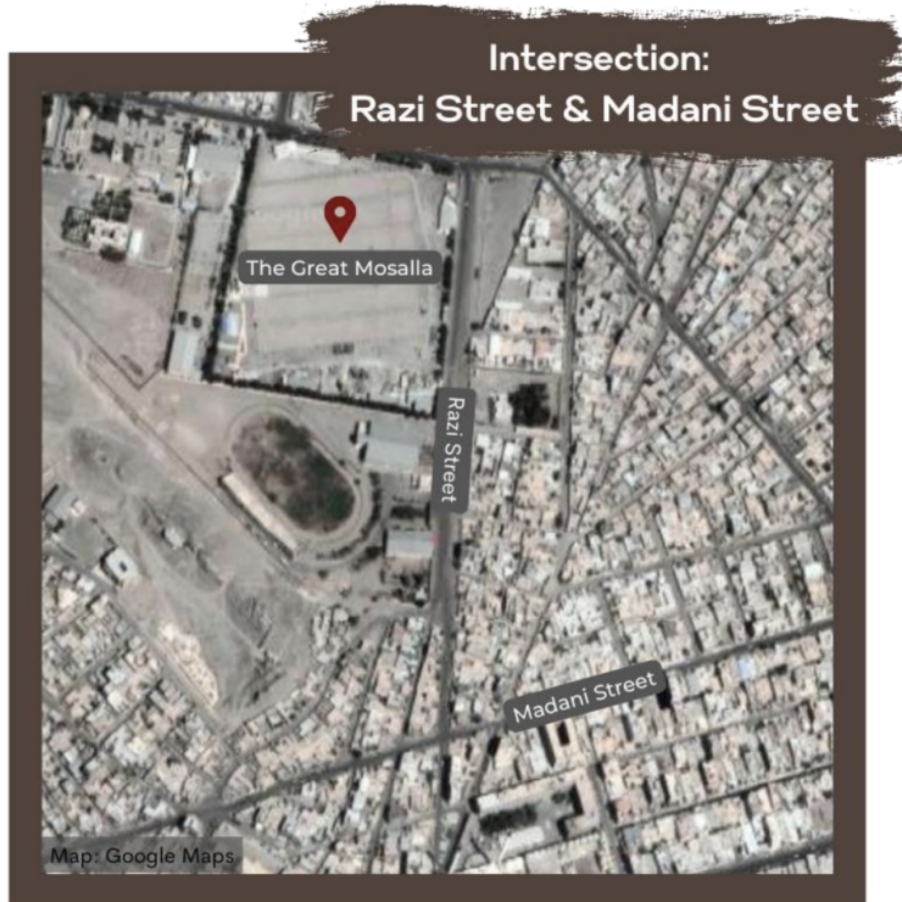 Intersection:
Razi Street & Madani Street
The Great Mosalla
Razi Street
Madani Street
Map: Google Maps